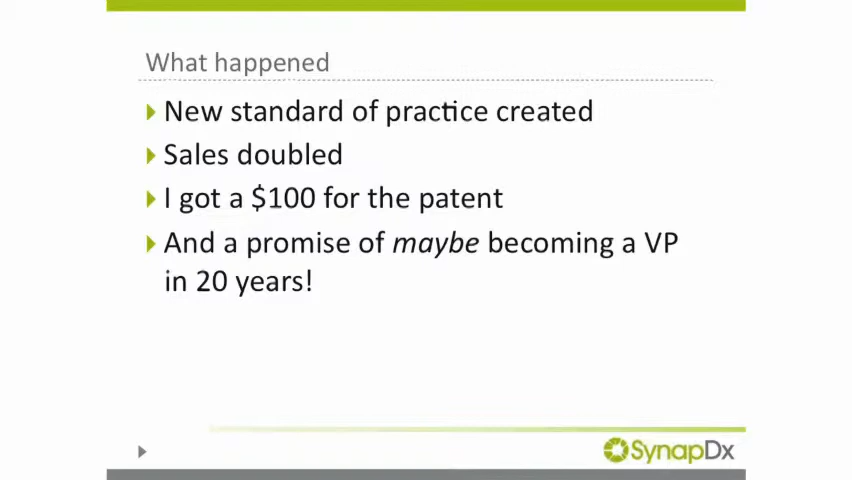 What happened
New standard of practice created
Sales doubled
I got a $100 for the patent
And a promise of maybe becoming a VP
in 20 years!
SynapDx